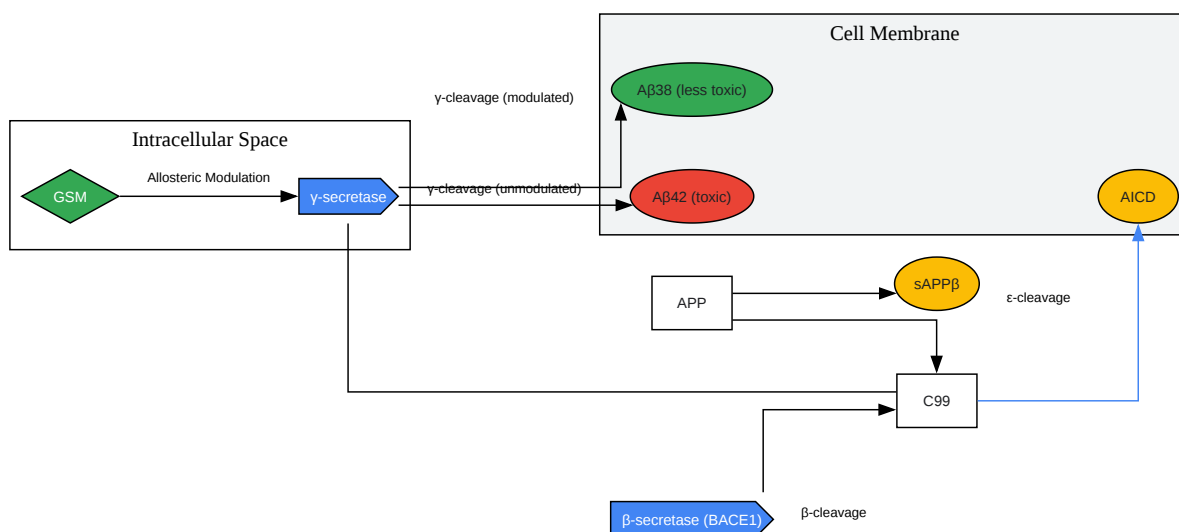 Cell Membrane
Aβ38 (less toxic)
γ-cleavage (modulated)
Intracellular Space
Allosteric Modulation
GSM
γ-secretase
γ-cleavage (unmodulated)
Aβ42 (toxic)
AICD
sAPPβ
APP
ε-cleavage
C99
β-secretase (BACE1)
β-cleavage